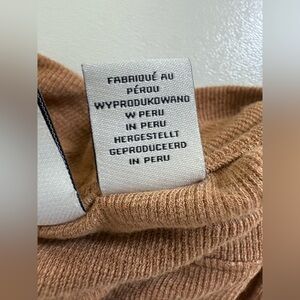 FABRIQUÉ AU
PÉROU
WYPRODUKOWANO
W PERU
IN PERU
HERGESTELLT
GEPRODUCEERD
IN PERU